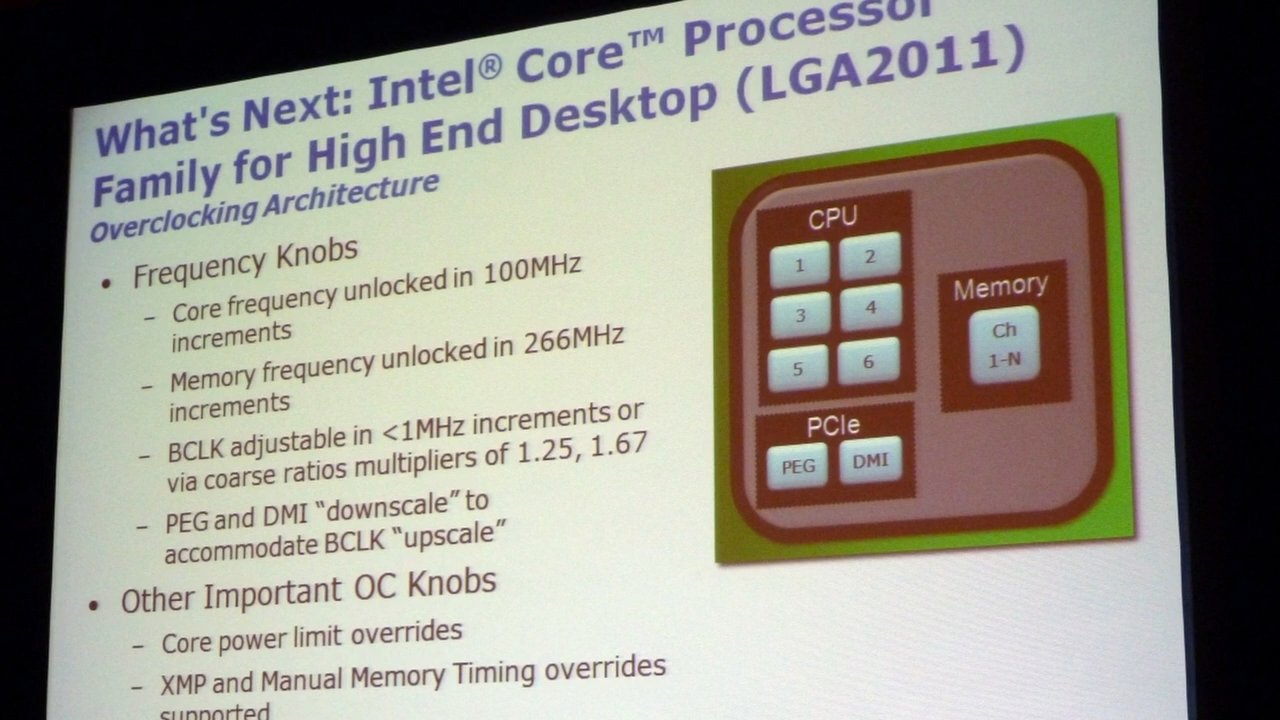 What's Next: Intel® Core™ Processor
Family for High End Desktop (LGA2011)
Overclocking Architecture
• Frequency Knobs
– Core frequency unlocked in 100MHz
increments
– Memory frequency unlocked in 266MHz
increments
– BCLK adjustable in <1MHz increments or
via coarse ratios multipliers of 1.25, 1.67
– PEG and DMI “downscale” to
accommodate BCLK “upscale”
• Other Important OC Knobs
– Core power limit overrides
– XMP and Manual Memory Timing overrides
supported
CPU
1 2
3 4
5 6
PCIe
PEG DMI
Memory
Ch
1-N